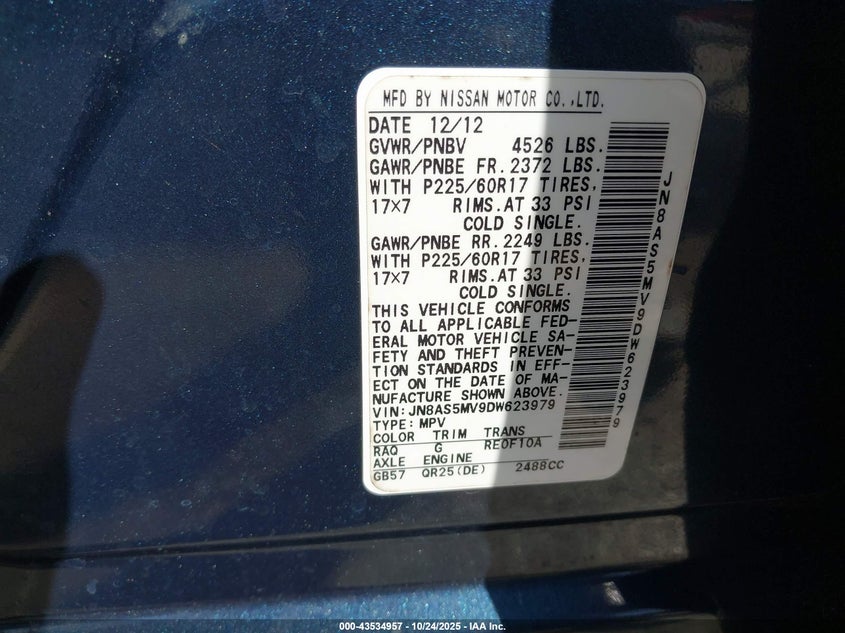 MFD BY NISSAN MOTOR CO.,LTD.
DATE 12/12
GVWR/PNBV 4526 LBS.
GAWR/PNBE FR. 2372 LBS.
WITH P225/60R17 TIRES,
17×7 RIMS. AT 33 PSI
COLD SINGLE.
GAWR/PNBE RR. 2249 LBS.
WITH P225/60R17 TIRES,
17×7 RIMS. AT 33 PSI
COLD SINGLE.
THIS VEHICLE CONFORMS
TO ALL APPLICABLE FED-
ERAL MOTOR VEHICLE SA-
FETY AND THEFT PREVEN-
TION STANDARDS IN EFF-
ECT ON THE DATE OF MA-
NUFACTURE SHOWN ABOVE.
VIN:JN8AS5MV9DW623979
TYPE:MPV
COLOR TRIM TRANS
RAQ G RE0F10A
AXLE ENGINE
GB57 QR25(DE) 2488CC
JN8AS5MV9DW623979
000-43534957 - 10/24/2025 - IAA Inc.